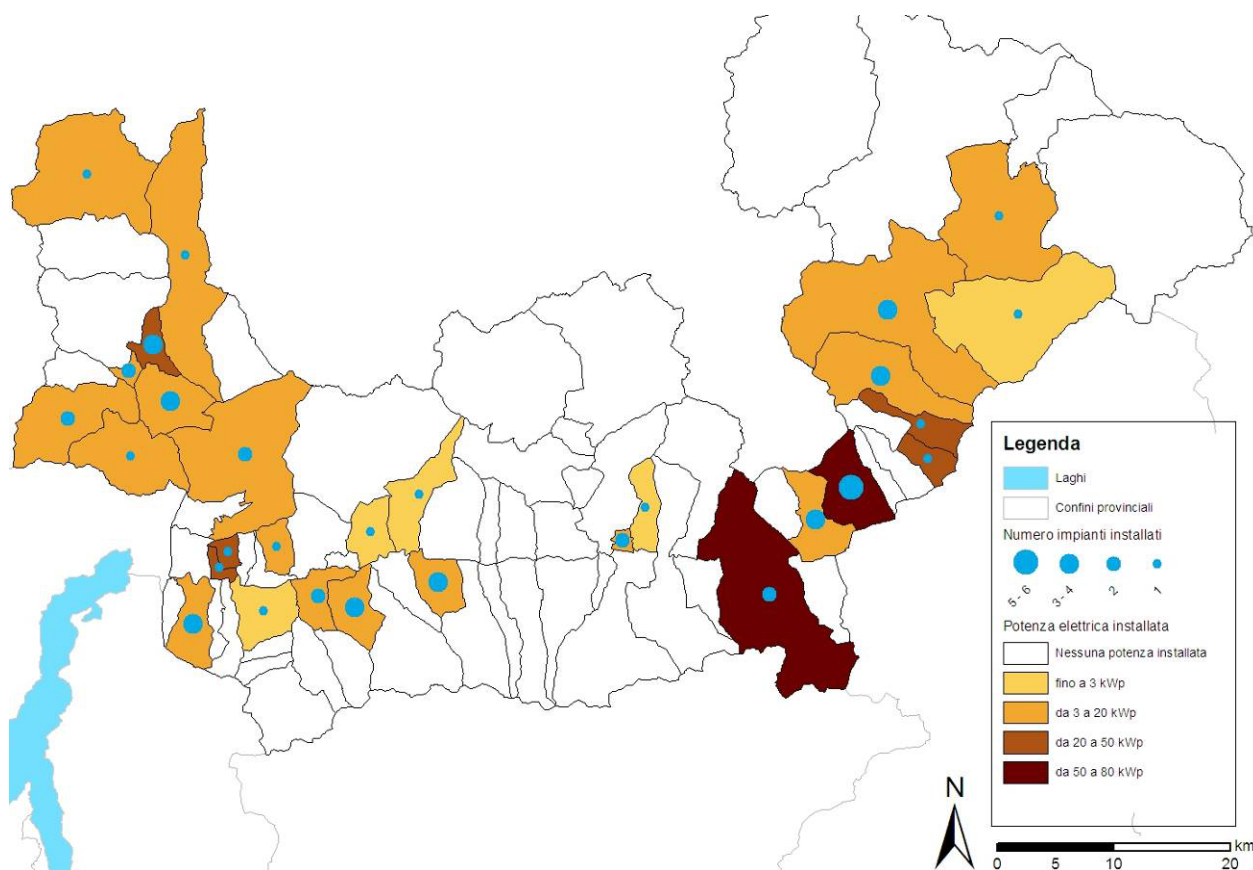 Legenda
Laghi
Confini provinciali
Numero impianti installati
5 - 6
3 - 4
2
1
Potenza elettrica installata
Nessuna potenza installata
fino a 3 kWp
da 3 a 20 kWp
da 20 a 50 kWp
da 50 a 80 kWp
N
km
0 5 10 20